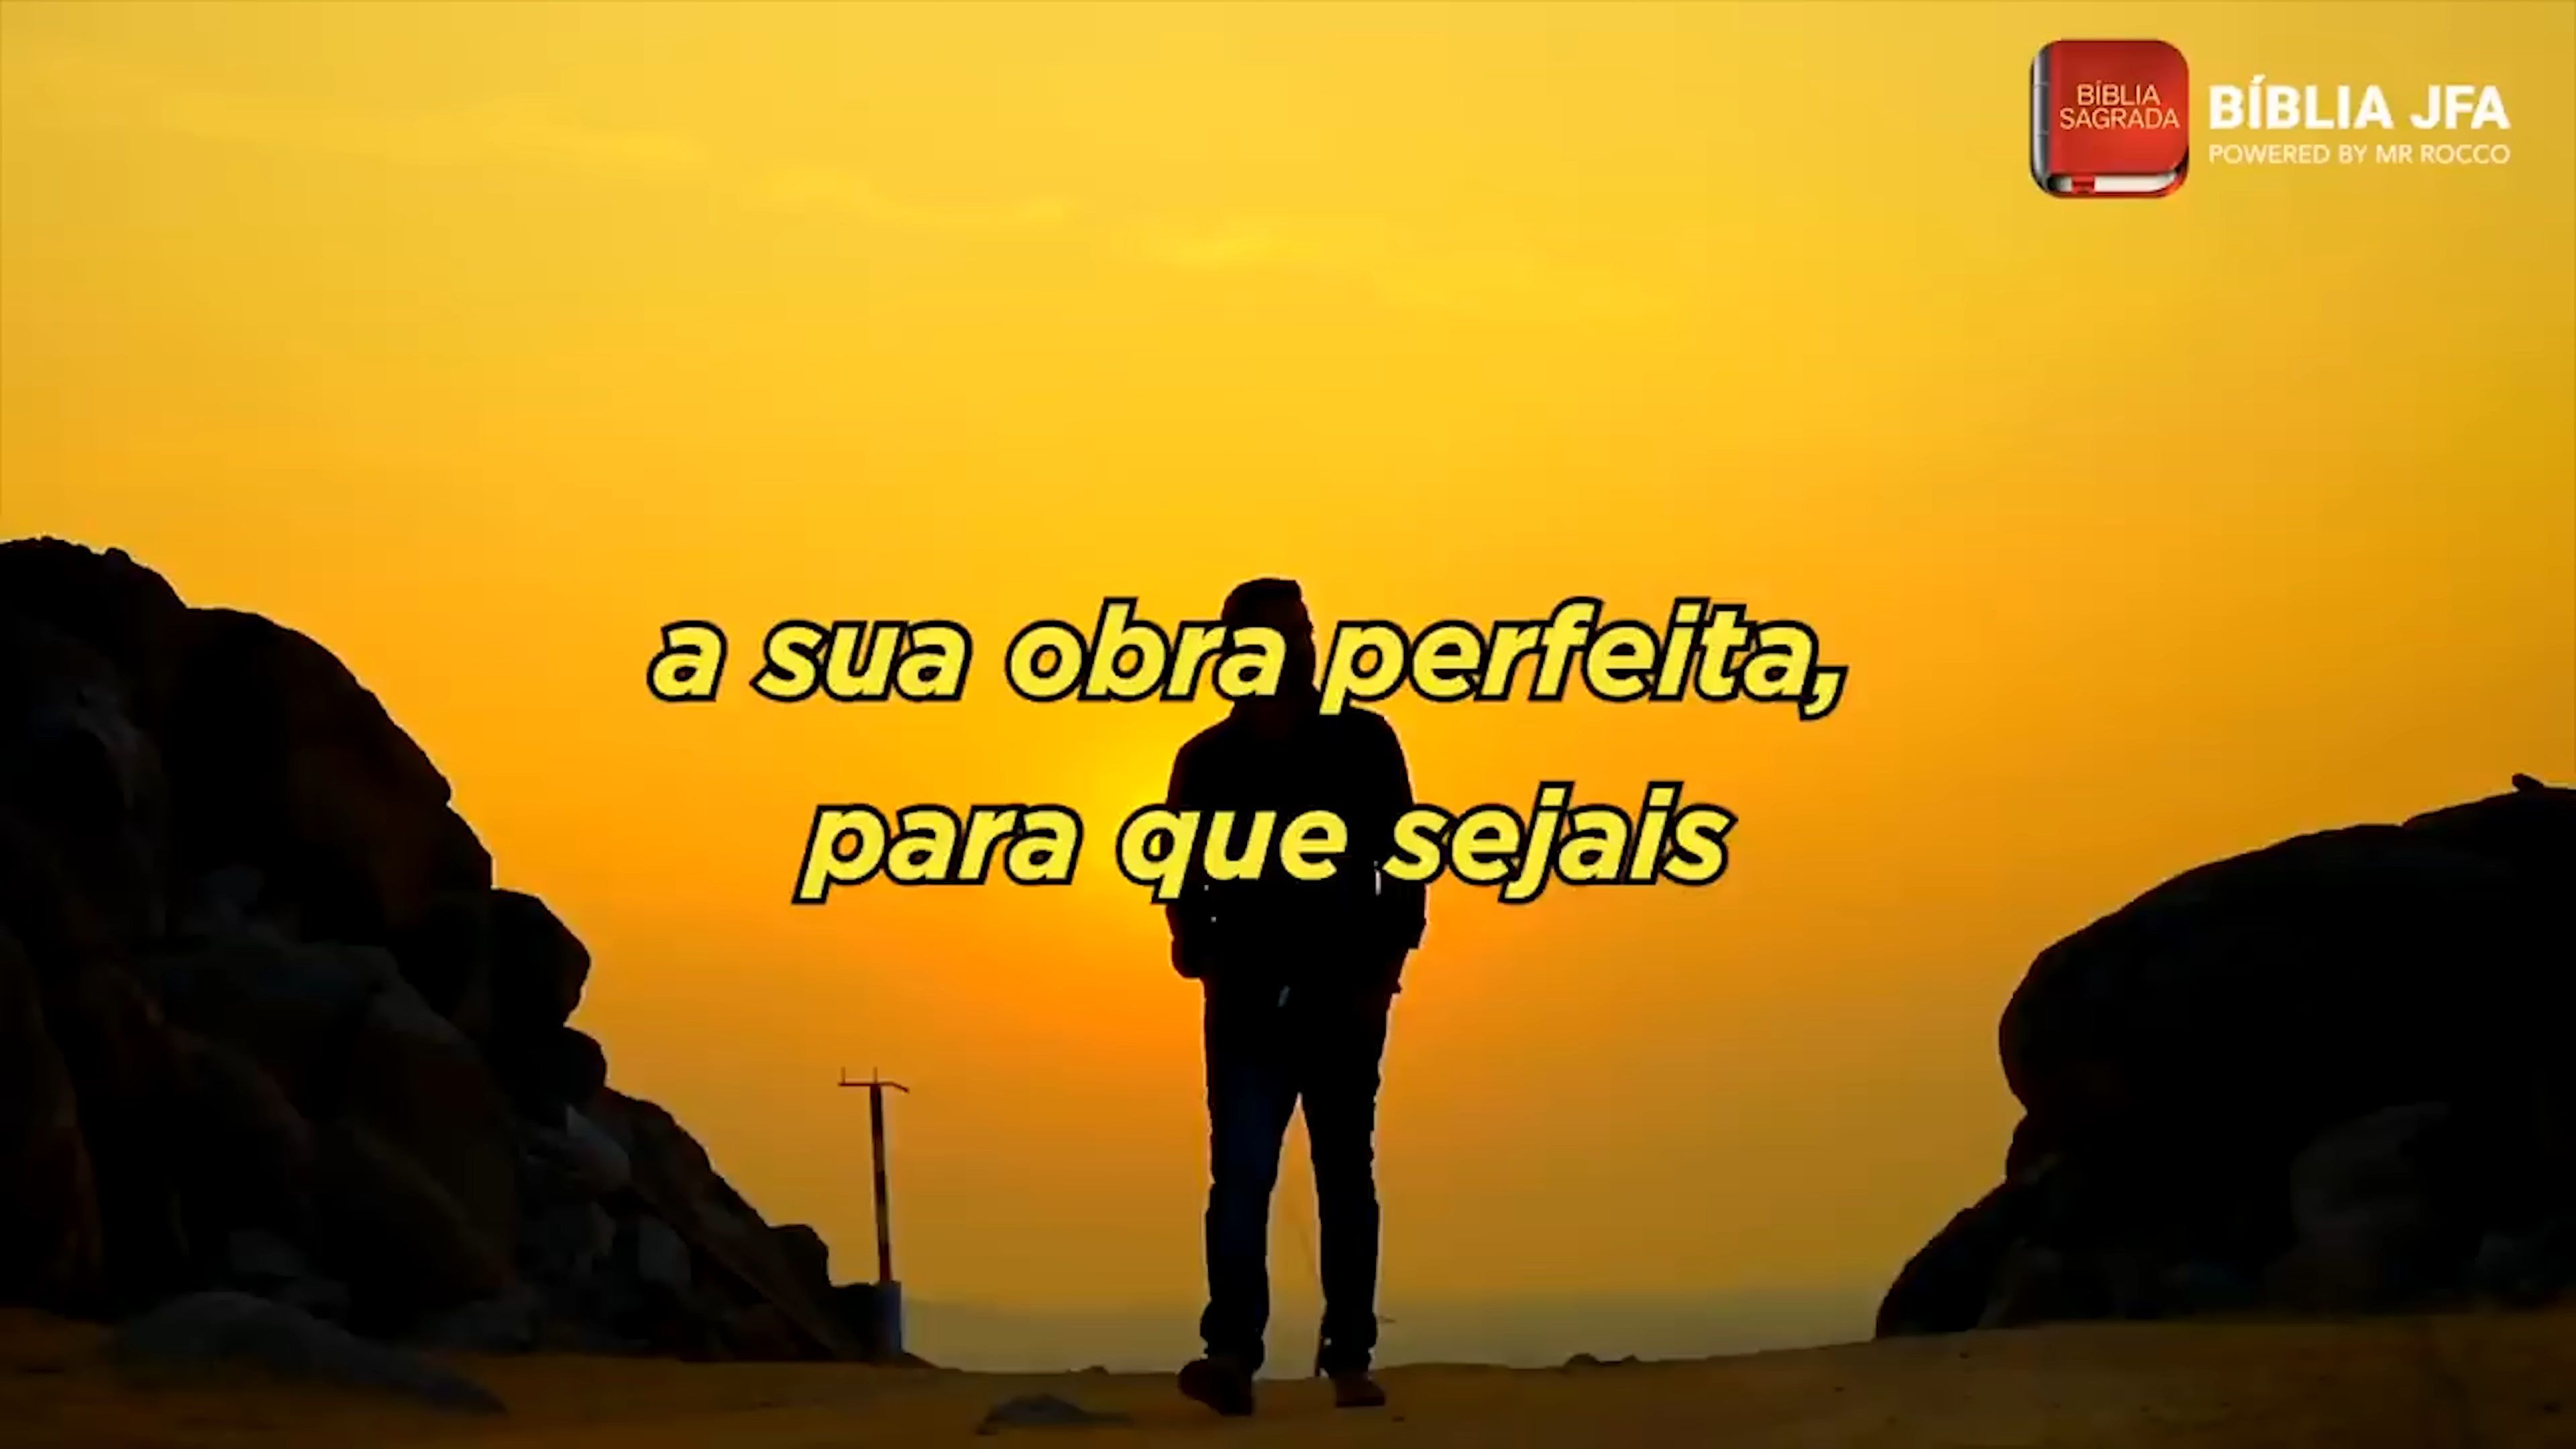 BÍBLIA
SAGRADA
BÍBLIA JFA
POWERED BY MR ROCCO
a sua obra perfeita,
para que sejais